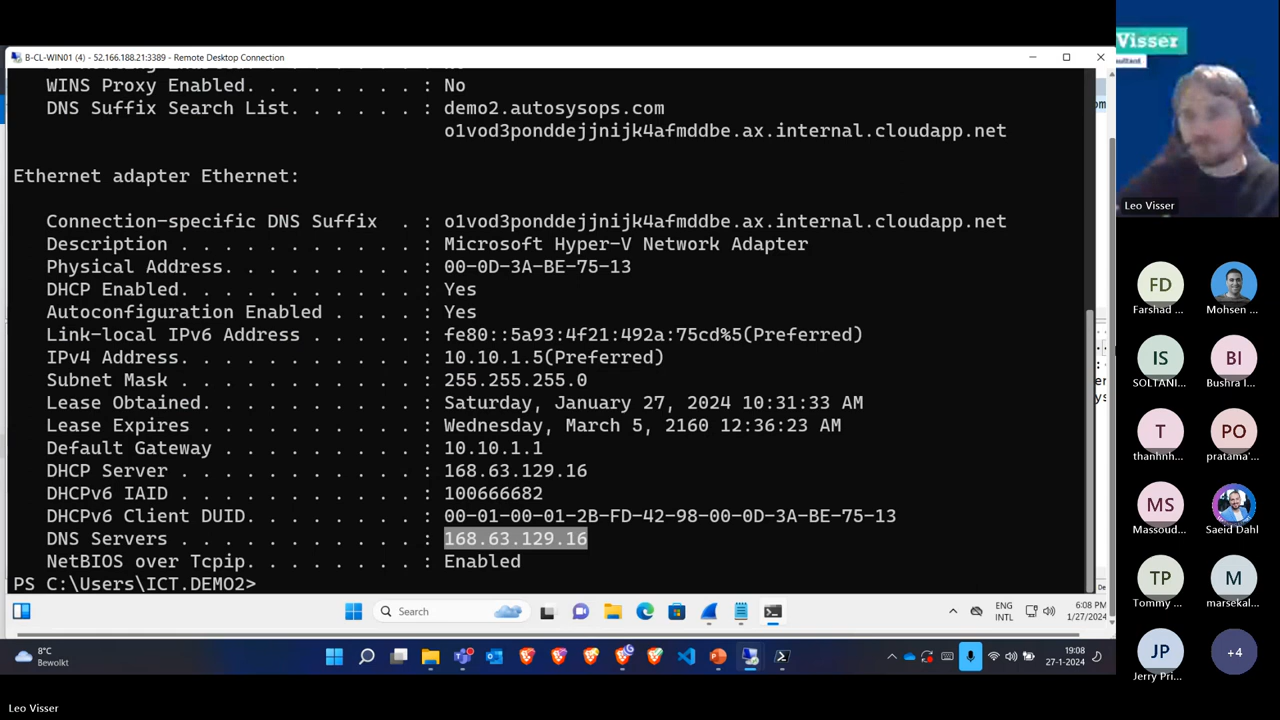 B-CL-WIN01 (4) - 52.166.188.21:3389 - Remote Desktop Connection
WINS Proxy Enabled. . . . . . . . : No
DNS Suffix Search List. . . . . . : demo2.autosysops.com
o1vod3ponddejjnijk4afmddbe.ax.internal.cloudapp.net
Ethernet adapter Ethernet:
Connection-specific DNS Suffix  . : o1vod3ponddejjnijk4afmddbe.ax.internal.cloudapp.net
Description . . . . . . . . . . . : Microsoft Hyper-V Network Adapter
Physical Address. . . . . . . . . : 00-0D-3A-BE-75-13
DHCP Enabled. . . . . . . . . . . : Yes
Autoconfiguration Enabled . . . . : Yes
Link-local IPv6 Address . . . . . : fe80::5a93:4f21:492a:75cd%5(Preferred)
IPv4 Address. . . . . . . . . . . : 10.10.1.5(Preferred)
Subnet Mask . . . . . . . . . . . : 255.255.255.0
Lease Obtained. . . . . . . . . . : Saturday, January 27, 2024 10:31:33 AM
Lease Expires . . . . . . . . . . : Wednesday, March 5, 2160 12:36:23 AM
Default Gateway . . . . . . . . . : 10.10.1.1
DHCP Server . . . . . . . . . . . : 168.63.129.16
DHCPv6 IAID . . . . . . . . . . . : 100666682
DHCPv6 Client DUID. . . . . . . . : 00-01-00-01-2B-FD-42-98-00-0D-3A-BE-75-13
DNS Servers . . . . . . . . . . . : 168.63.129.16
NetBIOS over Tcpip. . . . . . . . : Enabled
PS C:\Users\ICT.DEMO2>
Search
ENG
INTL
6:08 PM
1/27/2024
8°C
Bewolkt
19:08
27-1-2024
Visser
Leo Visser
FD
Farshad ...
Mohsen ...
IS
SOLTANI...
BI
Bushra I...
T
thanhnh...
PO
pratama'...
MS
Massoud...
Saeid Dahl
TP
Tommy ...
M
marsekal...
JP
Jerry Pri...
+4
Leo Visser